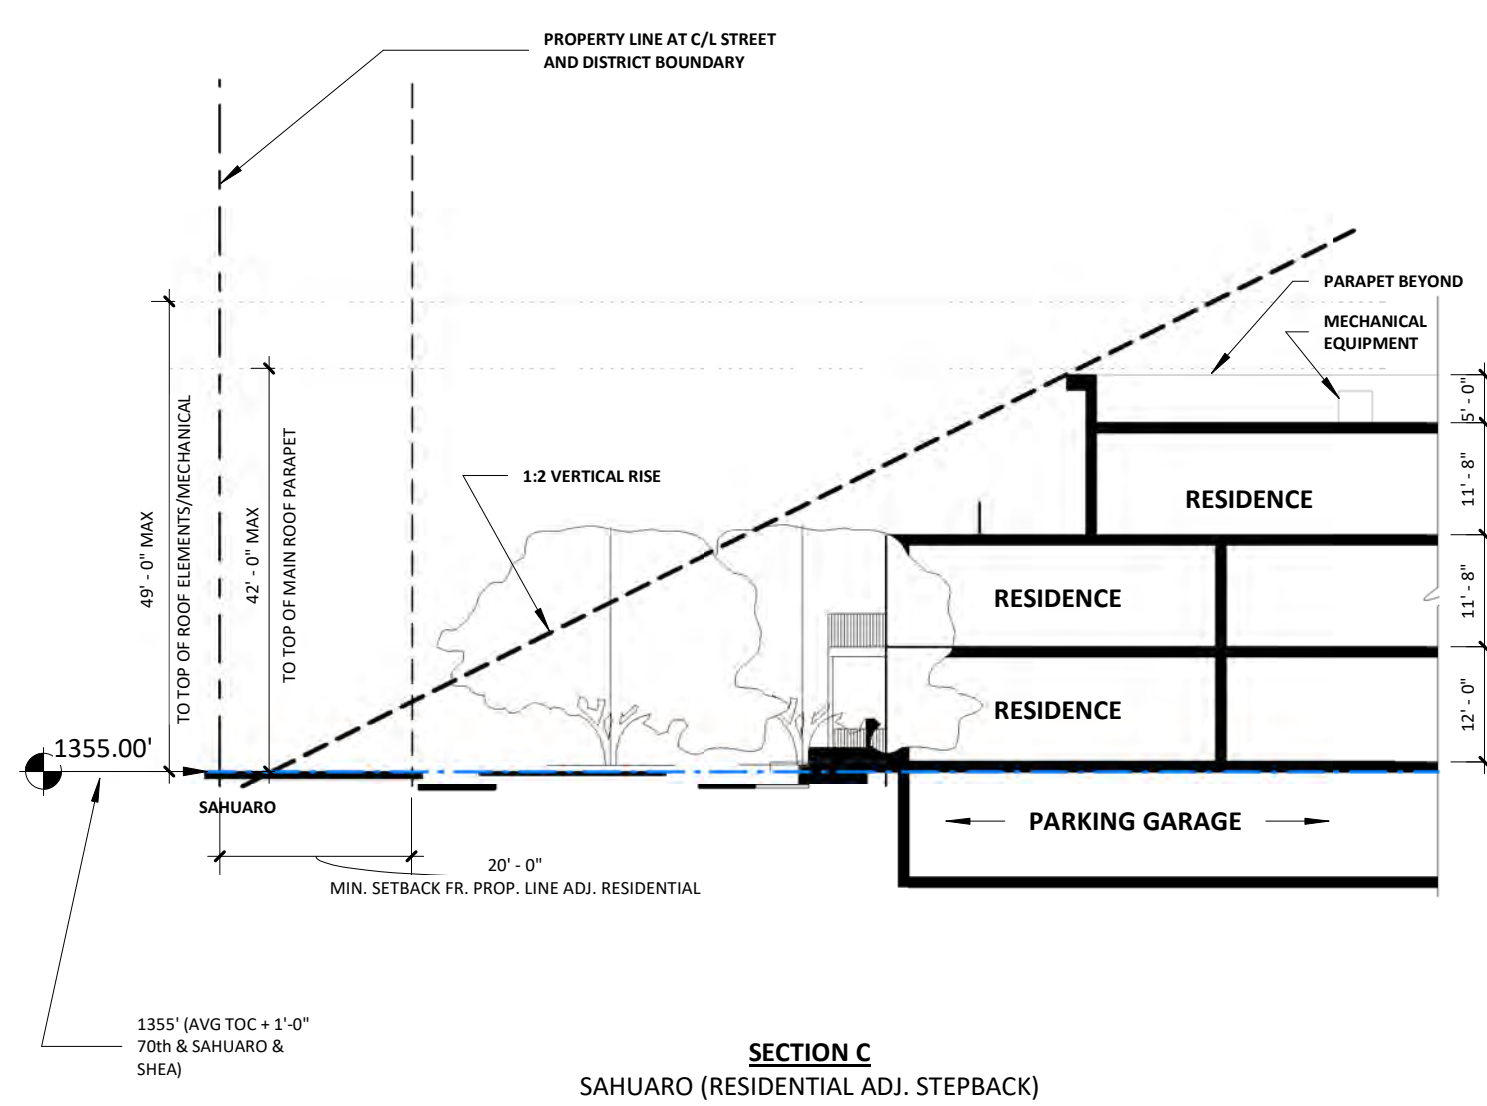 PROPERTY LINE AT C/L STREET
AND DISTRICT BOUNDARY
PARAPET BEYOND
MECHANICAL
EQUIPMENT
5' - 0"
11' - 8"
11' - 8"
12' - 0"
1:2 VERTICAL RISE
49' - 0" MAX
TO TOP OF ROOF ELEMENTS/MECHANICAL
42' - 0" MAX
TO TOP OF MAIN ROOF PARAPET
RESIDENCE
RESIDENCE
RESIDENCE
1355.00'
SAHUARO
PARKING GARAGE
20' - 0"
MIN. SETBACK FR. PROP. LINE ADJ. RESIDENTIAL
1355' (AVG TOC + 1'-0"
70th & SAHUARO &
SHEA)
SECTION C
SAHUARO (RESIDENTIAL ADJ. STEPBACK)